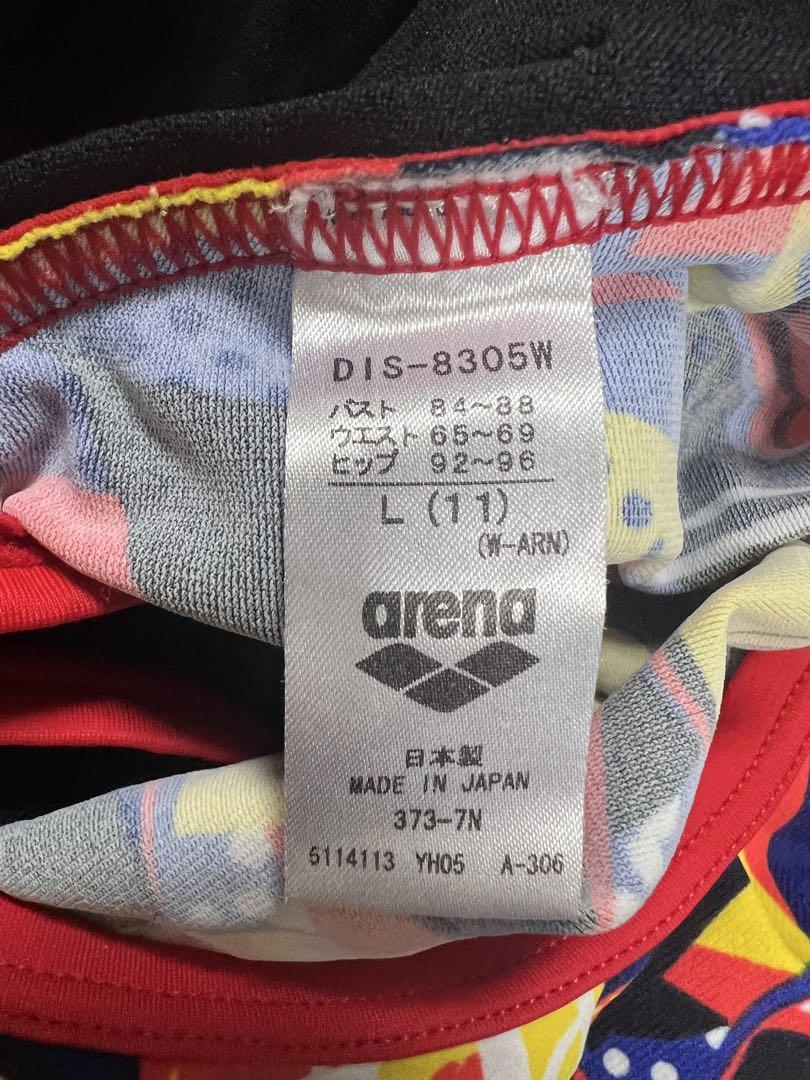 DIS-8305W
バスト 84~88
ウエスト 65~69
ヒップ 92~96
L (11)
(W-ARN)
arena
日本製
MADE IN JAPAN
373-7N
5114113 YH05 A-306